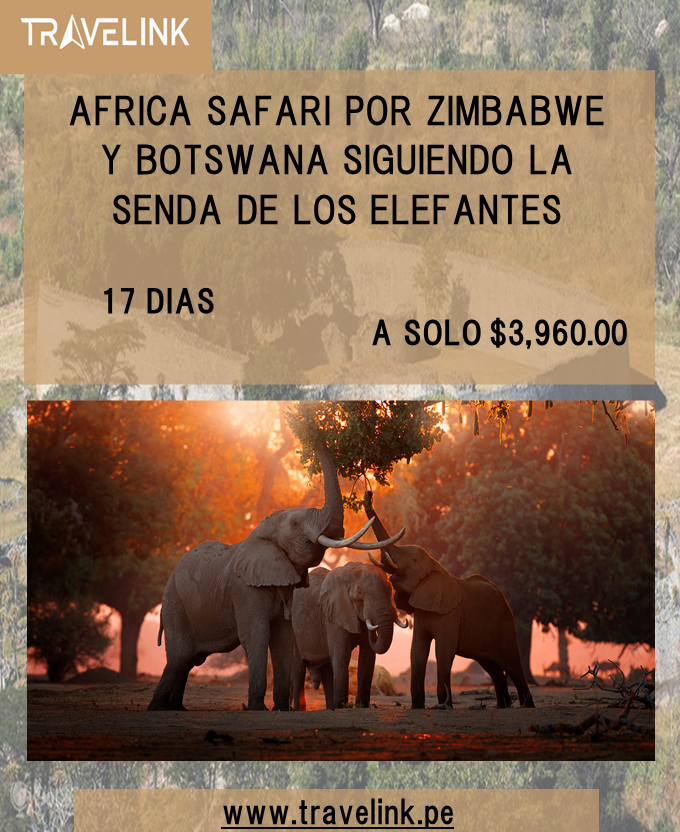 TRAVELINK
AFRICA SAFARI POR ZIMBABWE
Y BOTSWANA SIGUIENDO LA
SENDA DE LOS ELEFANTES
17 DIAS
A SOLO $3,960.00
www.travelink.pe